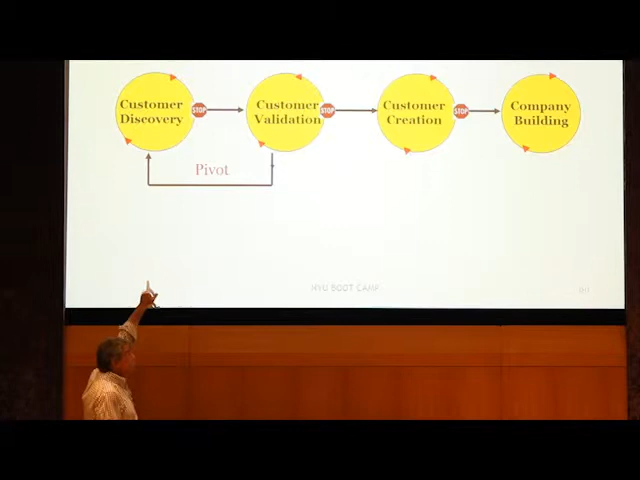 Customer
Discovery
STOP
Customer
Validation
STOP
Customer
Creation
STOP
Company
Building
Pivot
NYU BOOT CAMP